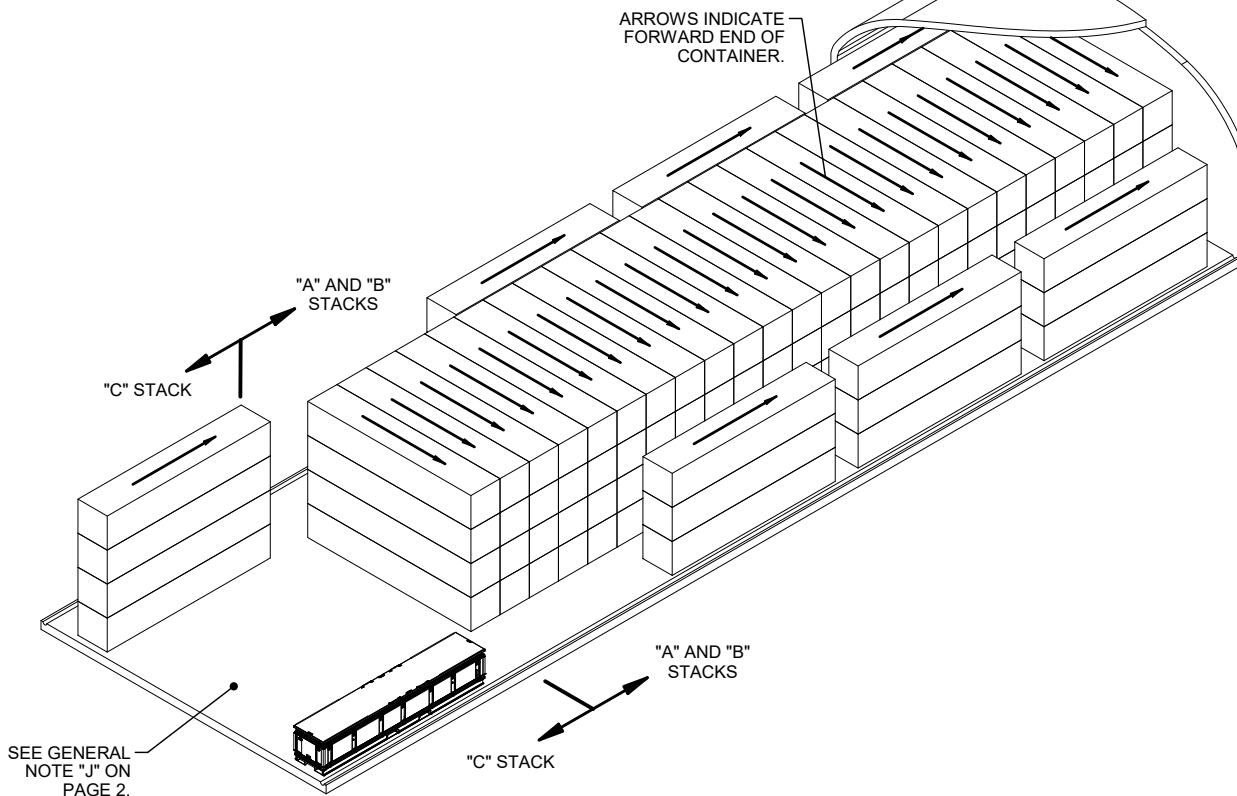 ARROWS INDICATE
FORWARD END OF
CONTAINER.
"A" AND "B"
STACKS
"C" STACK
"A" AND "B"
STACKS
"C" STACK
SEE GENERAL
NOTE "J" ON
PAGE 2.